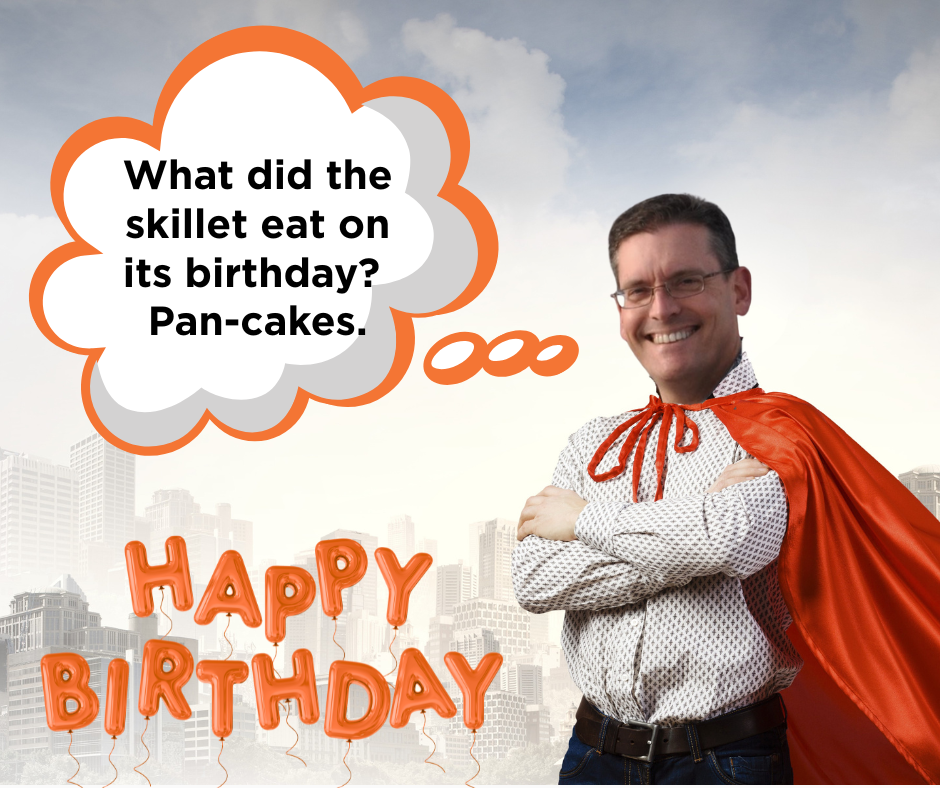 What did the
skillet eat on
its birthday?
Pan-cakes.
HAPPY
BIRTHDAY